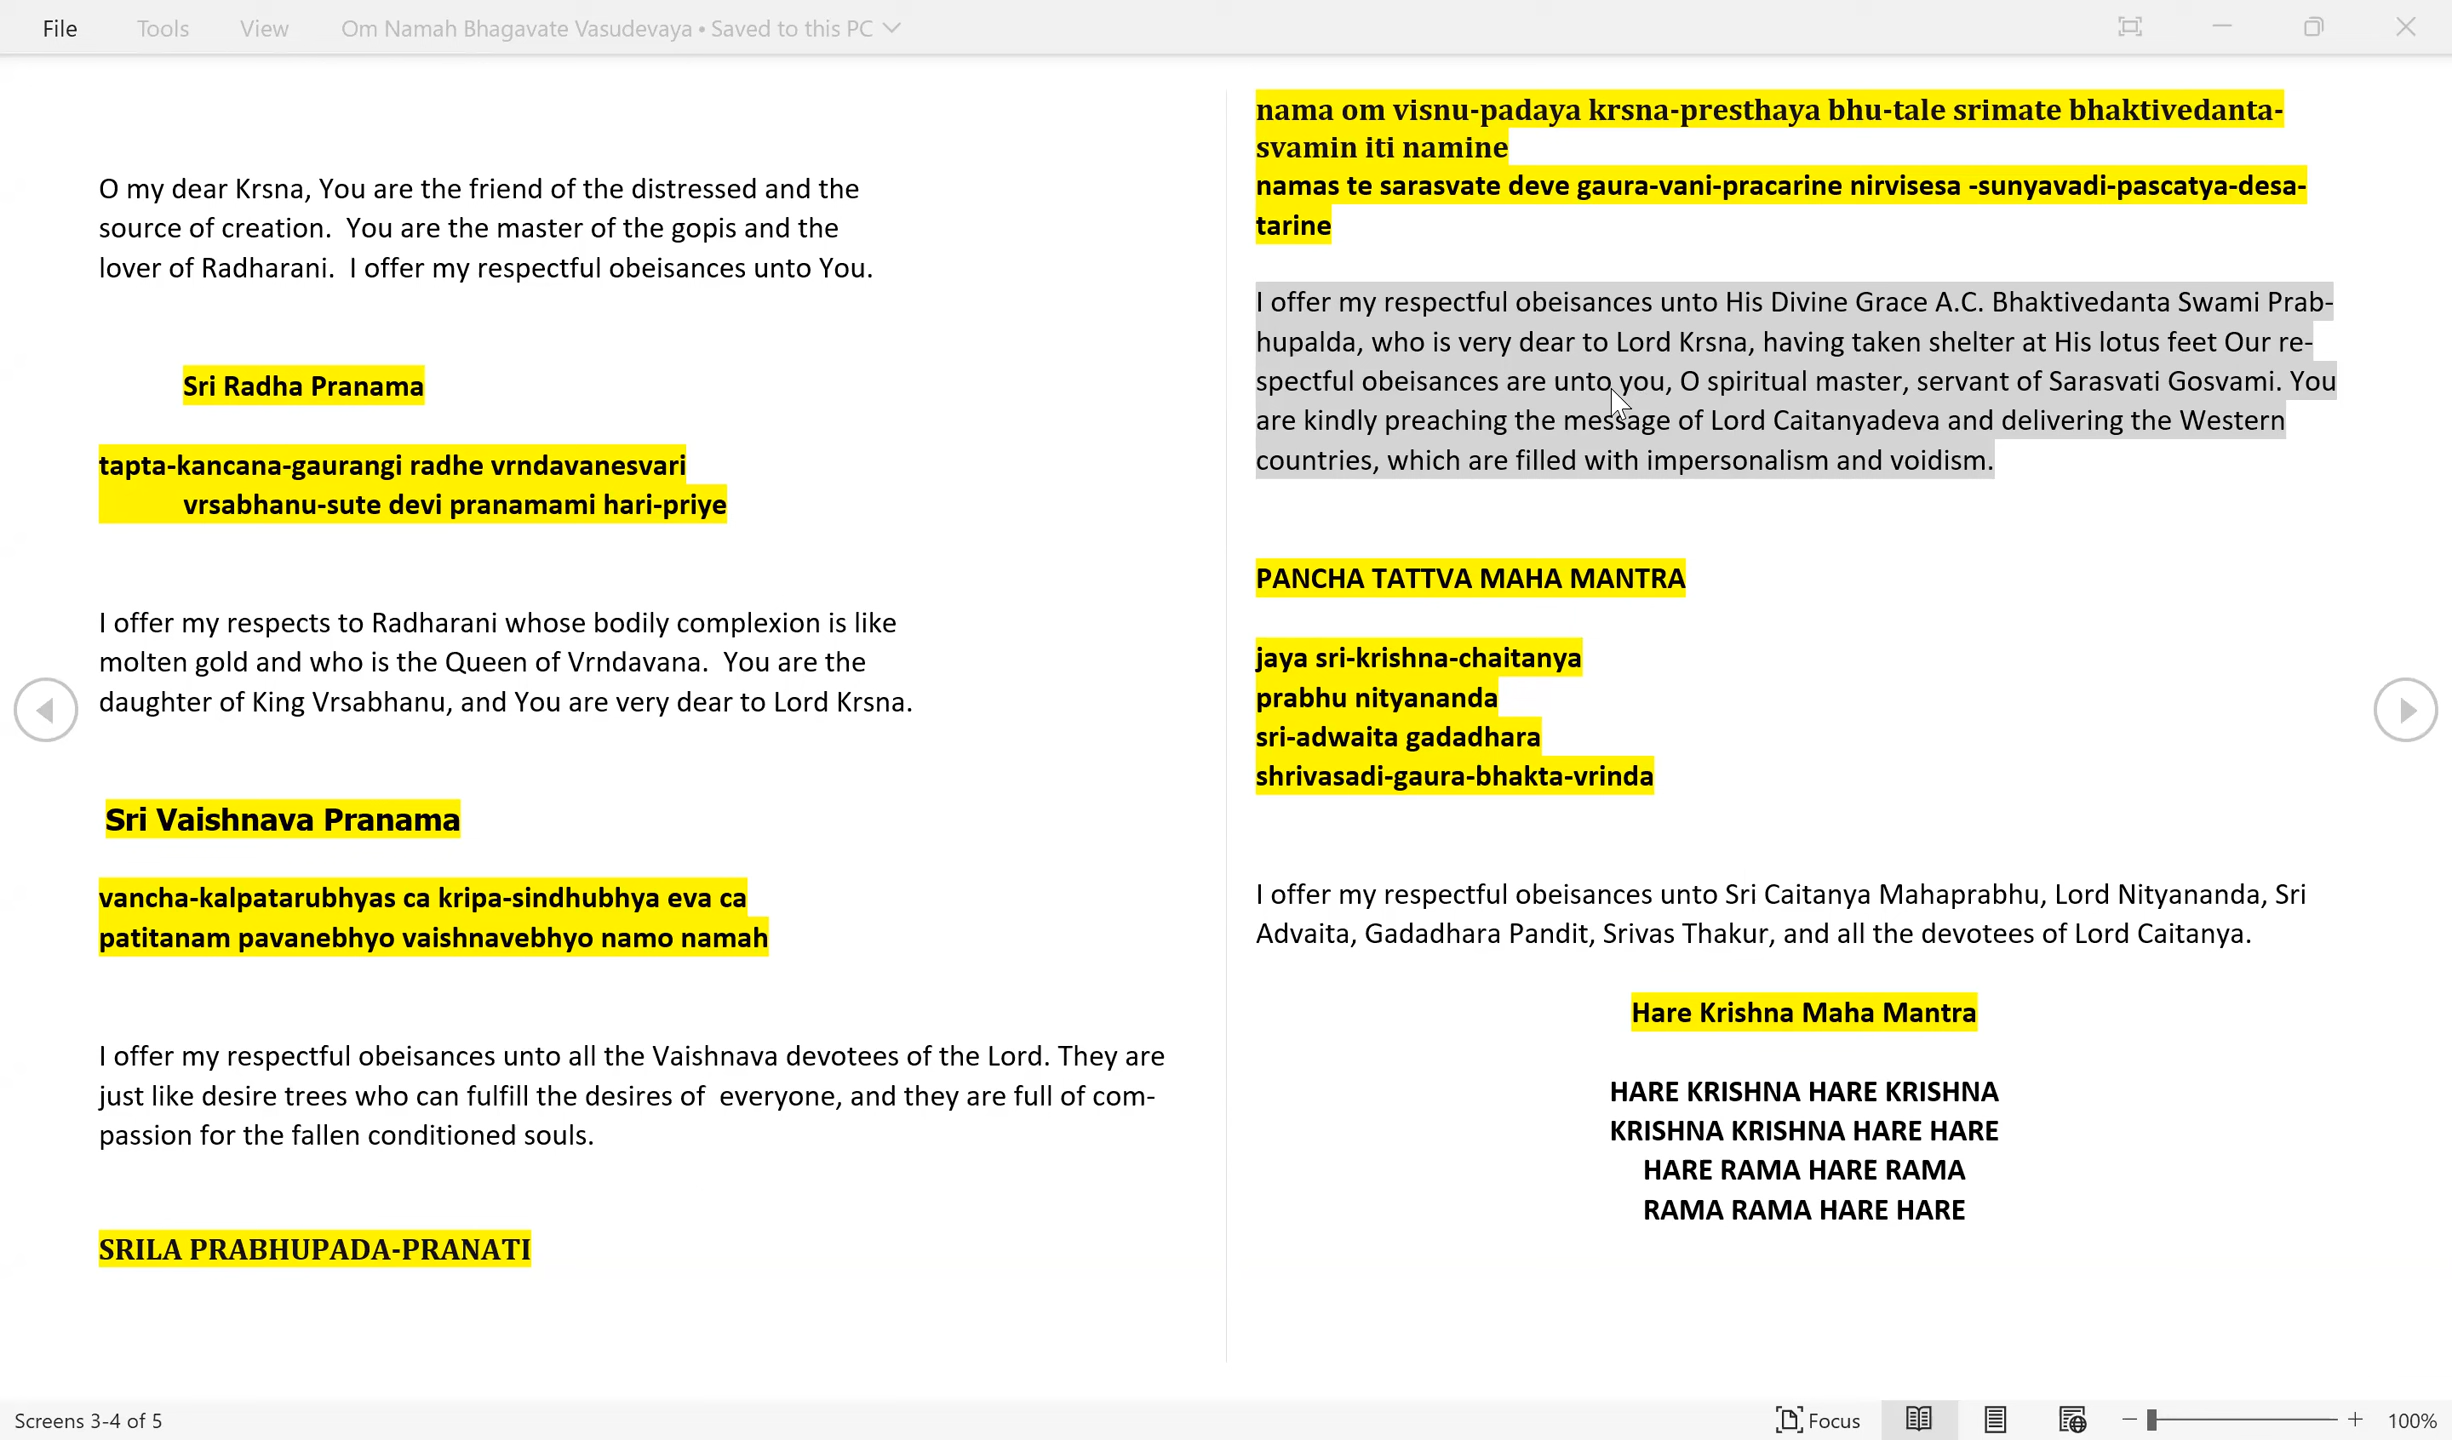 File Tools View Om Namah Bhagavate Vasudevaya • Saved to this PC
O my dear Krsna, You are the friend of the distressed and the
source of creation. You are the master of the gopis and the
lover of Radharani. I offer my respectful obeisances unto You.
Sri Radha Pranama
tapta-kancana-gaurangi radhe vrndavanesvari
vrsabhanu-sute devi pranamami hari-priye
I offer my respects to Radharani whose bodily complexion is like
molten gold and who is the Queen of Vrndavana. You are the
daughter of King Vrsabhanu, and You are very dear to Lord Krsna.
Sri Vaishnava Pranama
vancha-kalpatarubhyas ca kripa-sindhubhya eva ca
patitanam pavanebhyo vaishnavebhyo namo namah
I offer my respectful obeisances unto all the Vaishnava devotees of the Lord. They are
just like desire trees who can fulfill the desires of everyone, and they are full of com-
passion for the fallen conditioned souls.
SRILA PRABHUPADA-PRANATI
nama om visnu-padaya krsna-presthaya bhu-tale srimate bhaktivedanta-
svamin iti namine
namas te sarasvate deve gaura-vani-pracarine nirvisesa -sunyavadi-pascatya-desa-
tarine
I offer my respectful obeisances unto His Divine Grace A.C. Bhaktivedanta Swami Prab-
hupalda, who is very dear to Lord Krsna, having taken shelter at His lotus feet Our re-
spectful obeisances are unto you, O spiritual master, servant of Sarasvati Gosvami. You
are kindly preaching the message of Lord Caitanyadeva and delivering the Western
countries, which are filled with impersonalism and voidism.
PANCHA TATTVA MAHA MANTRA
jaya sri-krishna-chaitanya
prabhu nityananda
sri-adwaita gadadhara
shrivasadi-gaura-bhakta-vrinda
I offer my respectful obeisances unto Sri Caitanya Mahaprabhu, Lord Nityananda, Sri
Advaita, Gadadhara Pandit, Srivas Thakur, and all the devotees of Lord Caitanya.
Hare Krishna Maha Mantra
HARE KRISHNA HARE KRISHNA
KRISHNA KRISHNA HARE HARE
HARE RAMA HARE RAMA
RAMA RAMA HARE HARE
Screens 3-4 of 5 Focus 100%